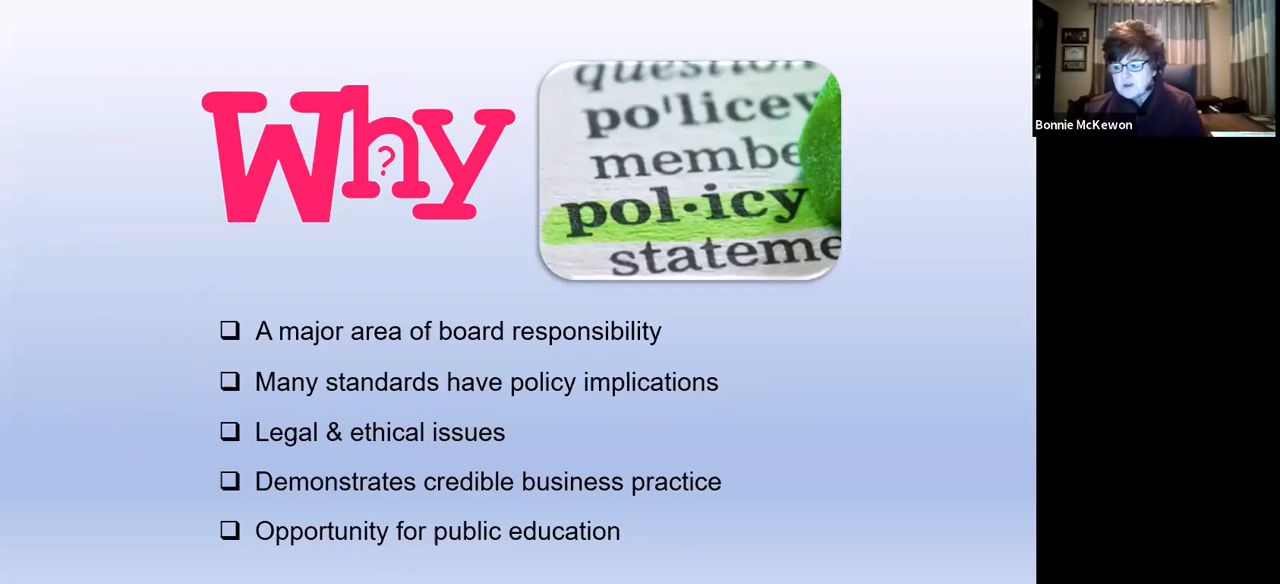 Why
?
question
po'licew
membe
pol·icy
stateme
Bonnie McKewon
A major area of board responsibility
Many standards have policy implications
Legal & ethical issues
Demonstrates credible business practice
Opportunity for public education